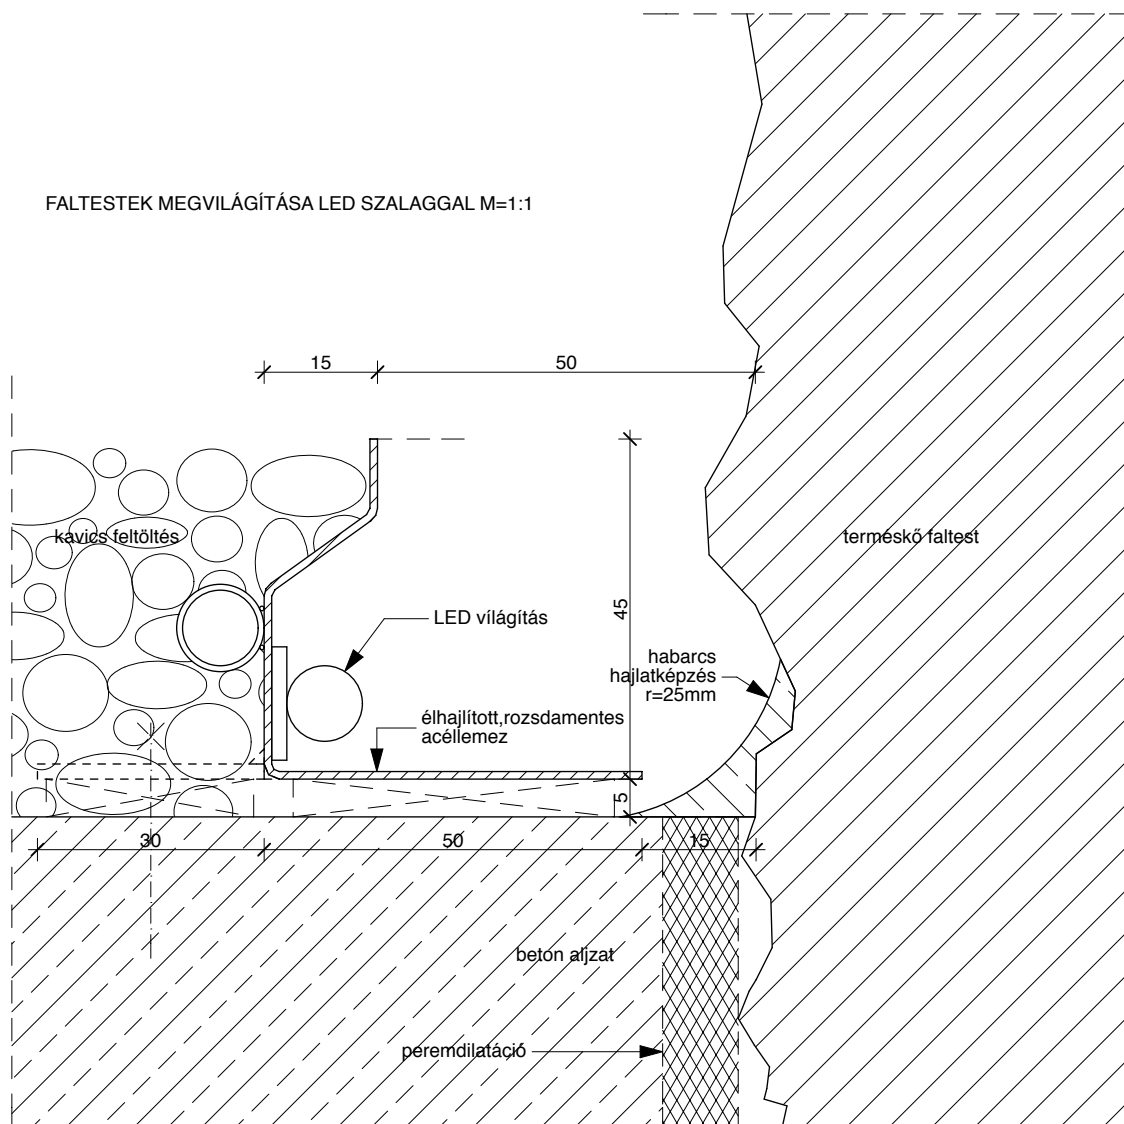 FALTESTEK MEGVILÁGÍTÁSA LED SZALAGGAL M=1:1
15
50
kavics feltöltés
terméskő faltest
45
LED vílágítás
habarcs
hajlatképzés
r=25mm
élhajlított,rozsdamentes
acéllemez
5
30
50
15
beton aljzat
peremdilatáció